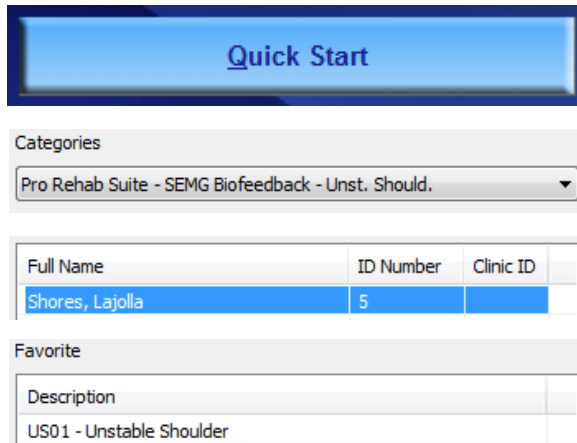 Quick Start
Categories
Pro Rehab Suite - SEMG Biofeedback - Unst. Should.
Full Name ID Number Clinic ID
Shores, Lajolla 5
Favorite
Description
US01 - Unstable Shoulder